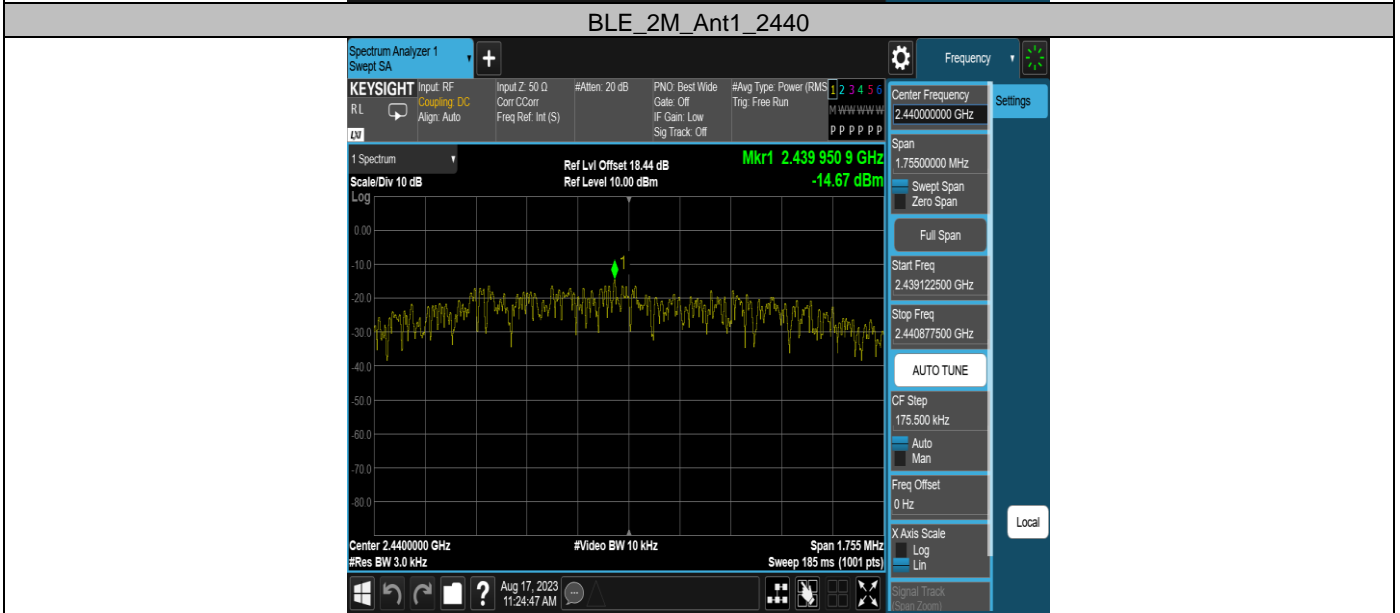 BLE_2M_Ant1_2440
Spectrum Analyzer 1
Swept SA
+
Frequency
KEYSIGHT
RL
LXI
Input: RF
Coupling: DC
Align: Auto
Input Z: 50 Ω
Corr CCorr
Freq Ref: Int (S)
#Atten: 20 dB
PNO: Best Wide
Gate: Off
IF Gain: Low
Sig Track: Off
#Avg Type: Power (RMS
Trig: Free Run
1 2 3 4 5 6
M W W W W W
P P P P P P
1 Spectrum
Scale/Div 10 dB
Ref Lvl Offset 18.44 dB
Ref Level 10.00 dBm
Mkr1 2.439 950 9 GHz
-14.67 dBm
Log
0.00
-10.0
-20.0
-30.0
-40.0
-50.0
-60.0
-70.0
-80.0
1
Center 2.4400000 GHz
#Res BW 3.0 kHz
#Video BW 10 kHz
Span 1.755 MHz
Sweep 185 ms (1001 pts)
?
Aug 17, 2023
11:24:47 AM
Center Frequency
2.440000000 GHz
Span
1.75500000 MHz
Swept Span
Zero Span
Full Span
Start Freq
2.439122500 GHz
Stop Freq
2.440877500 GHz
AUTO TUNE
CF Step
175.500 kHz
Auto
Man
Freq Offset
0 Hz
X Axis Scale
Log
Lin
Signal Track
(Span Zoom)
Settings
Local